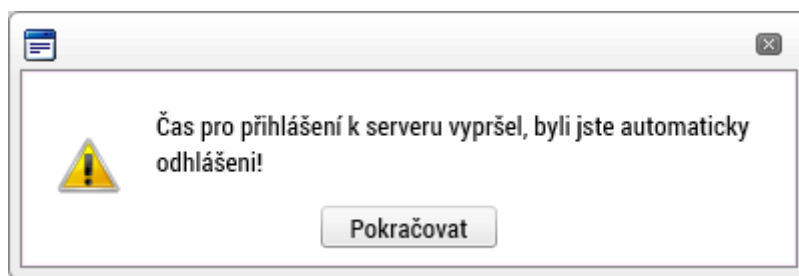 Čas pro přihlášení k serveru vypršel, byli jste automaticky
odhlášeni!
Pokračovat